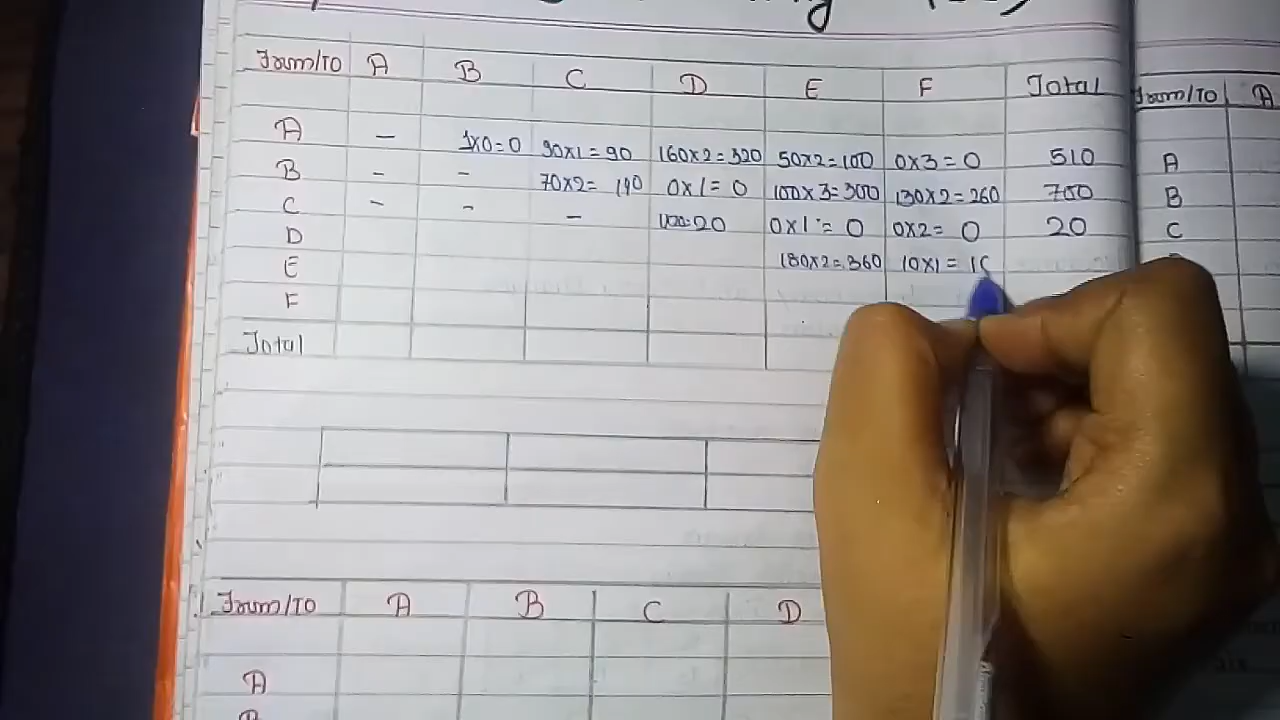 From/To A B C D E F Total
A - 1x0=0 90x1=90 160x2=320 50x2=100 0x3=0 510
B - - 70x2= 140 0x1=0 100x3=300 130x2=260 700
C - - - 20 0x1=0 0x2=0 20
D 180x2=360 10x1=10
E
F
Total
From/To A
A
B
C
From/To A B C D
A